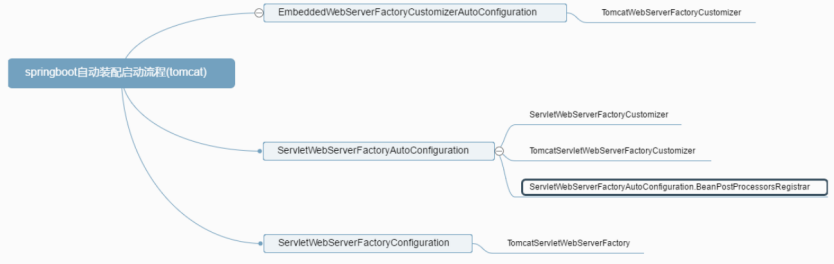 EmbeddedWebServerFactoryCustomizerAutoConfiguration
TomcatWebServerFactoryCustomizer
springboot自动装配启动流程(tomcat)
ServletWebServerFactoryCustomizer
ServletWebServerFactoryAutoConfiguration
TomcatServletWebServerFactoryCustomizer
ServletWebServerFactoryAutoConfiguration.BeanPostProcessorsRegistrar
ServletWebServerFactoryConfiguration
TomcatServletWebServerFactory